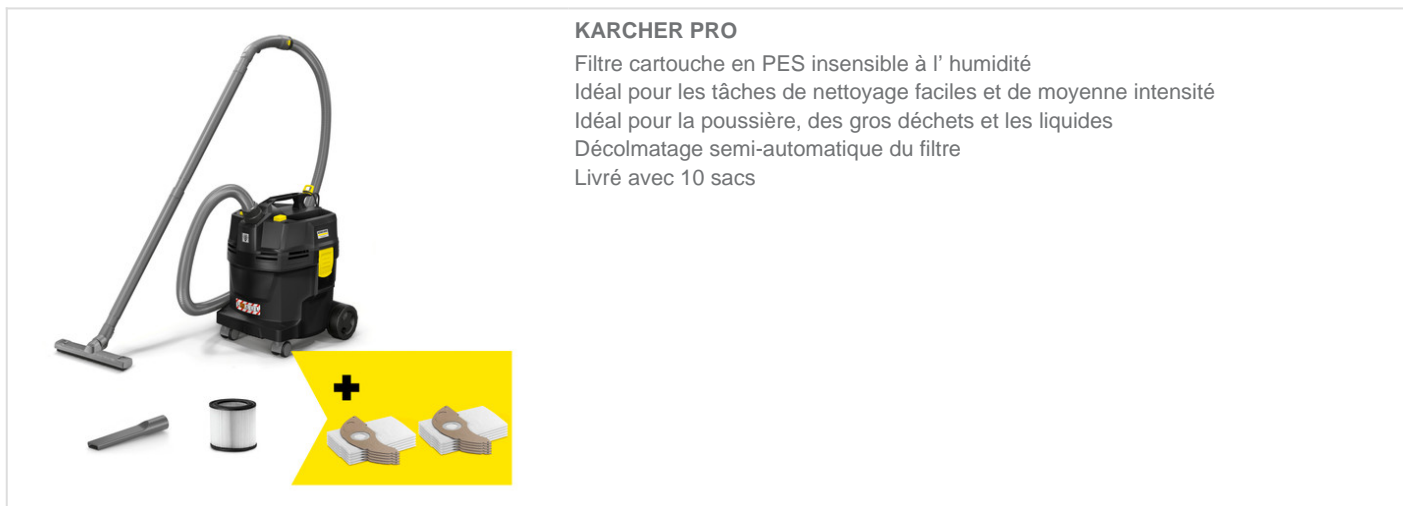 KARCHER PRO
Filtre cartouche en PES insensible à l’ humidité
Idéal pour les tâches de nettoyage faciles et de moyenne intensité
Idéal pour la poussière, des gros déchets et les liquides
Décolmatage semi-automatique du filtre
Livré avec 10 sacs
+